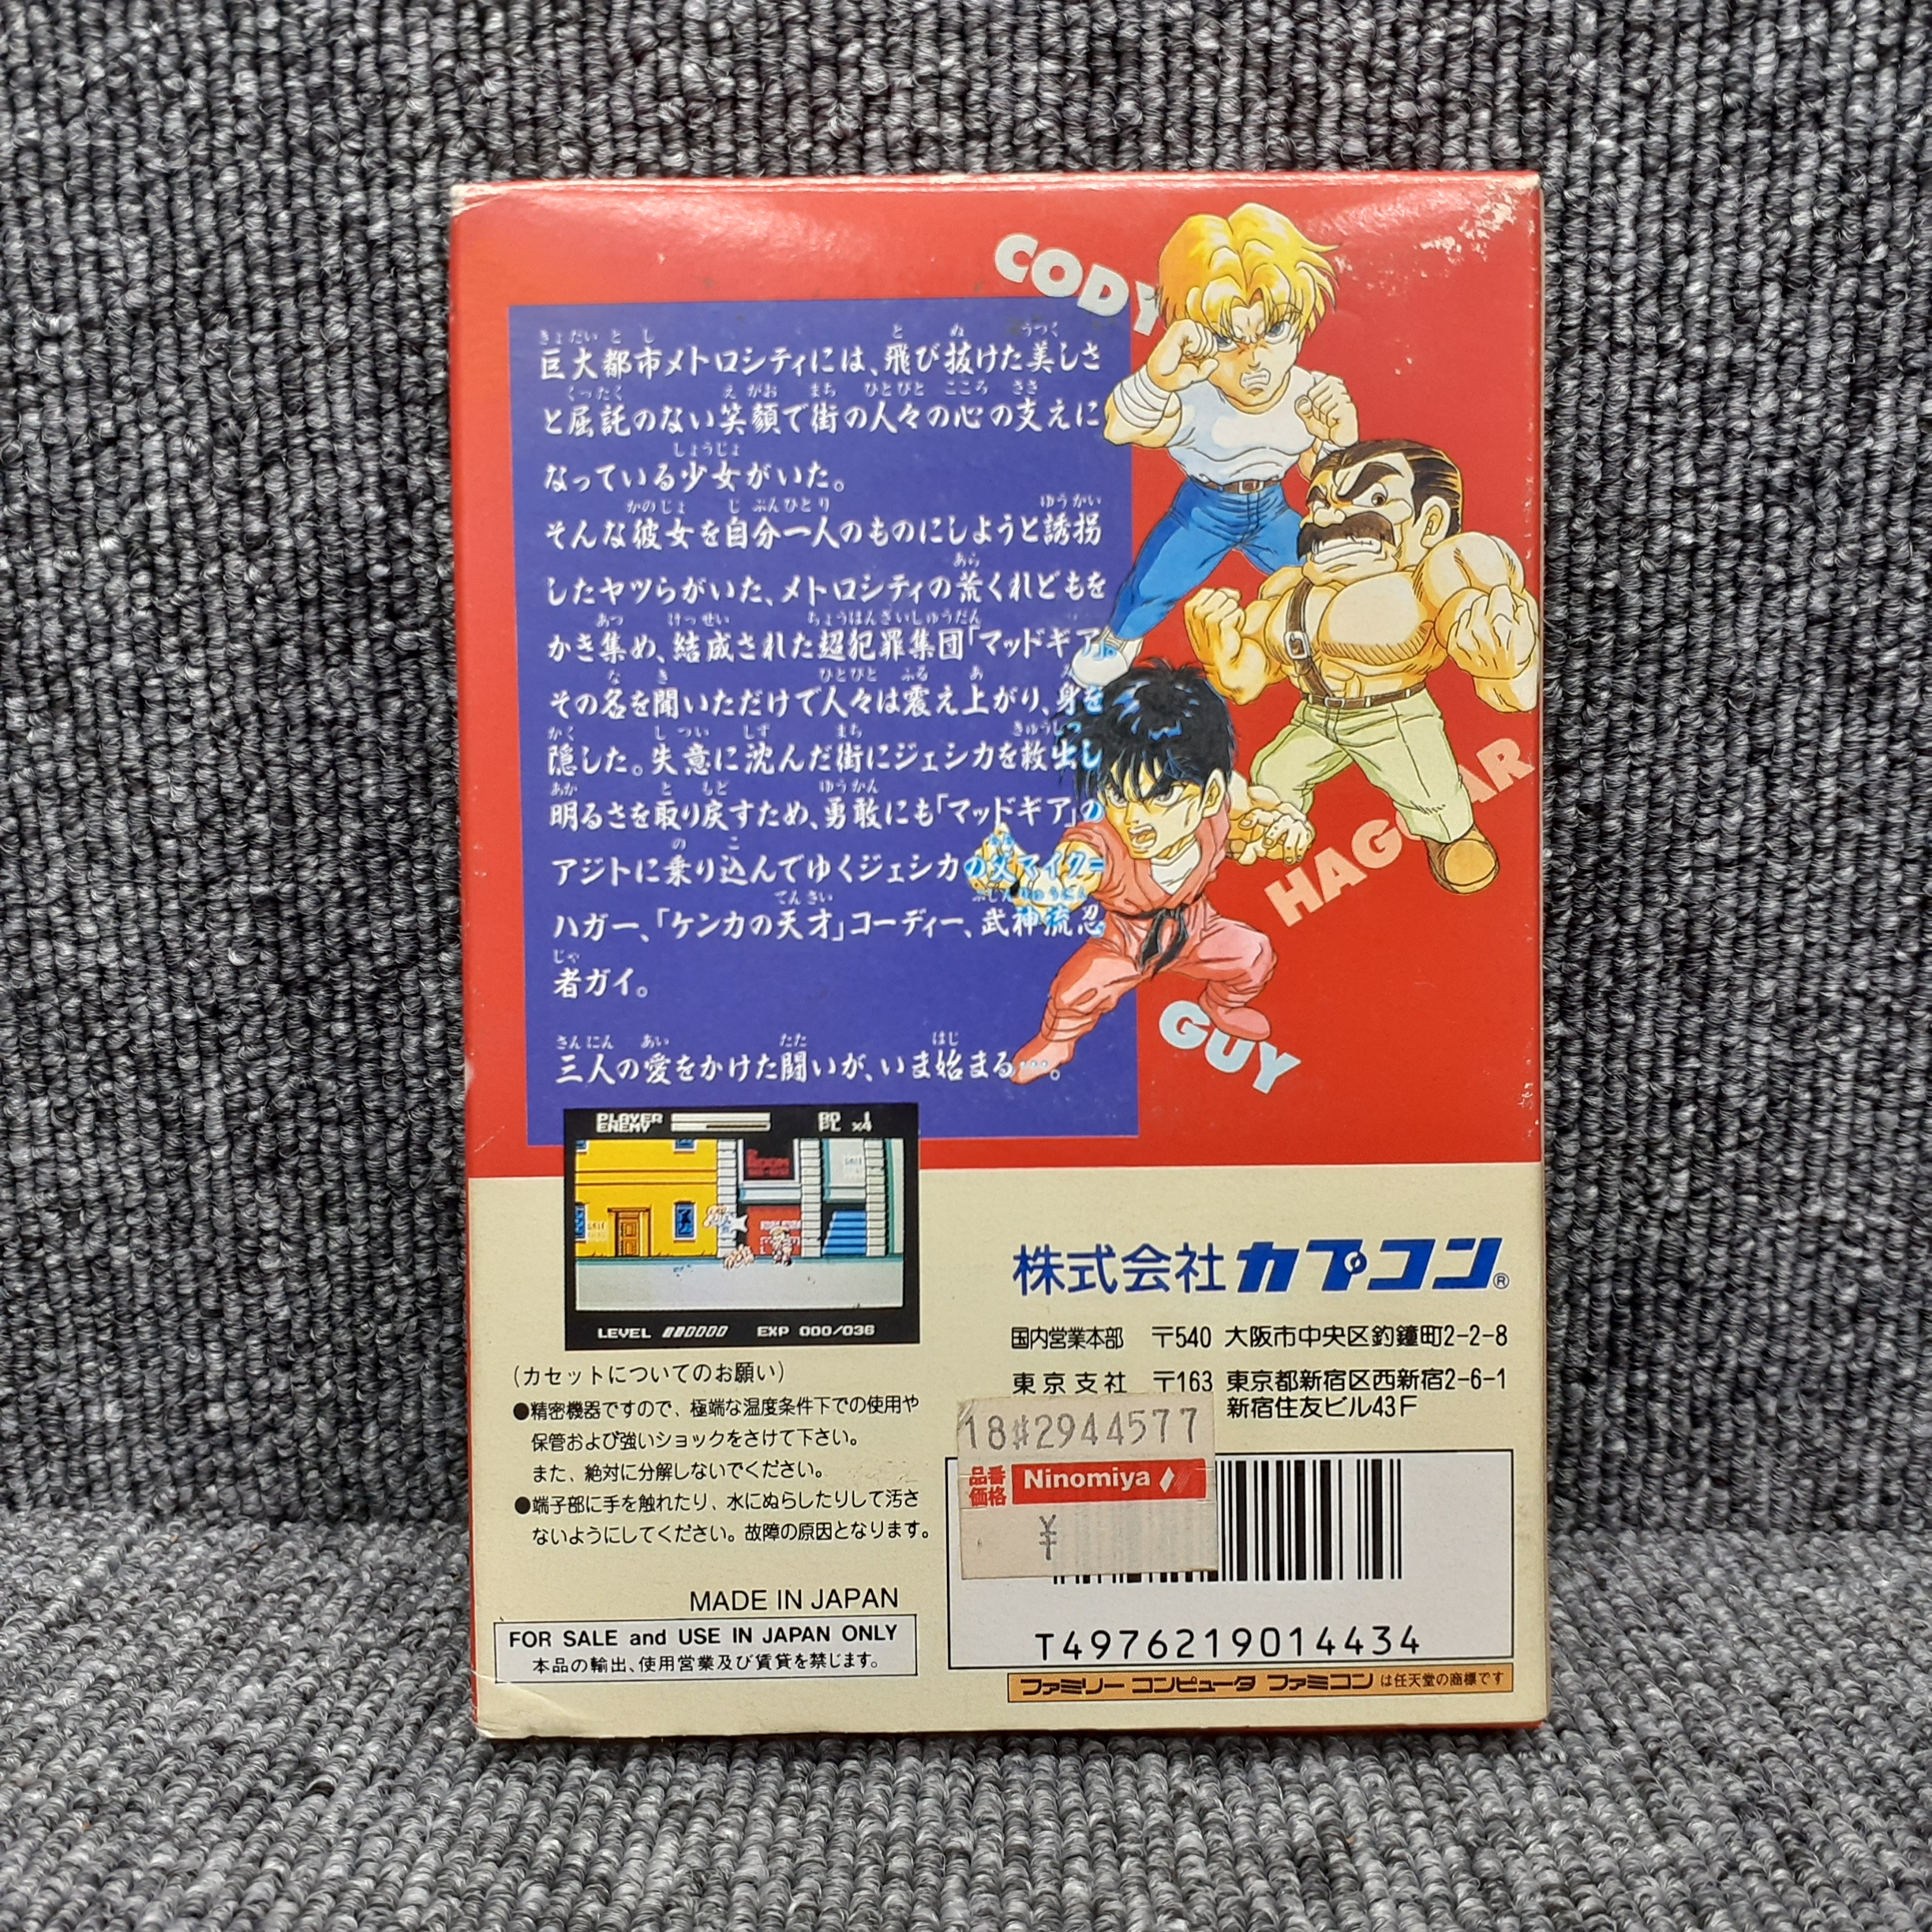 CODY
巨大都市メトロシティには、飛び抜けた美しさ
と屈託のない笑顔で街の人々の心の支えに
なっている少女がいた。
そんな彼女を自分一人のものにしようと誘拐
したヤツらがいた、メトロシティの荒くれどもを
かき集め、結成された超犯罪集団「マッドギア」。
その名を聞いただけで人々は震え上がり、身を
隠した。失意に沈んだ街にジェシカを救出し
明るさを取り戻すため、勇敢にも「マッドギア」の
アジトに乗り込んでゆくジェシカの父マイク=
ハガー、「ケンカの天才」コーディー、武神流忍
者ガイ。
三人の愛をかけた闘いが、いま始まる…。
HAGGAR
GUY
PLAYER
ENEMY
1
×4
LEVEL
EXP 000/036
(カセットについてのお願い)
●精密機器ですので、極端な温度条件下での使用や
保管および強いショックをさけて下さい。
また、絶対に分解しないでください。
●端子部に手を触れたり、水にぬらしたりして汚さ
ないようにしてください。故障の原因となります。
MADE IN JAPAN
FOR SALE and USE IN JAPAN ONLY
本品の輸出、使用営業及び賃貸を禁じます。
株式会社カプコン®
国内営業本部 〒540 大阪市中央区釣鐘町2-2-8
東京支社 〒163 東京都新宿区西新宿2-6-1
新宿住友ビル43F
18#2944577
品番
価格
Ninomiya
¥
T4976219014434
ファミリーコンピュータ ファミコンは任天堂の商標です